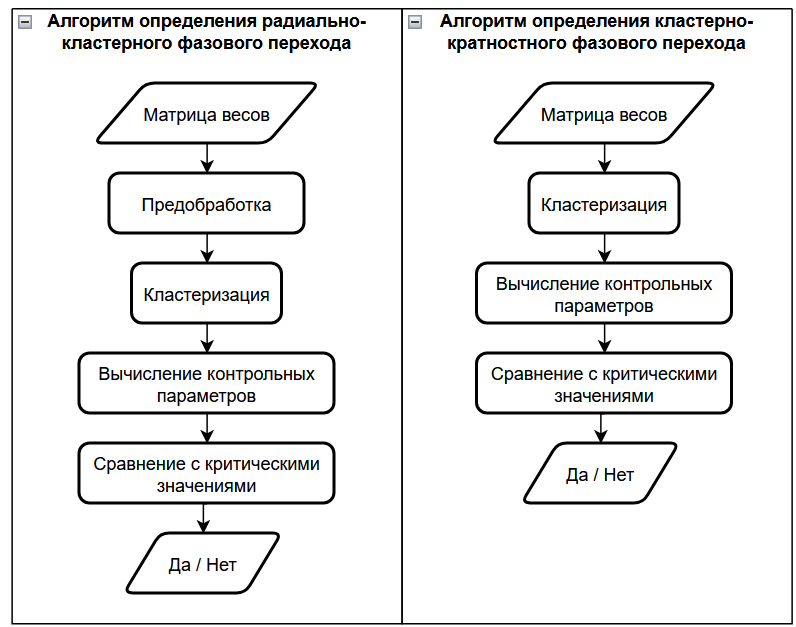 Алгоритм определения радиально-
кластерного фазового перехода
Матрица весов
Предобработка
Кластеризация
Вычисление контрольных
параметров
Сравнение с критическими
значениями
Да / Нет
Алгоритм определения кластерно-
кратностного фазового перехода
Матрица весов
Кластеризация
Вычисление контрольных
параметров
Сравнение с критическими
значениями
Да / Нет